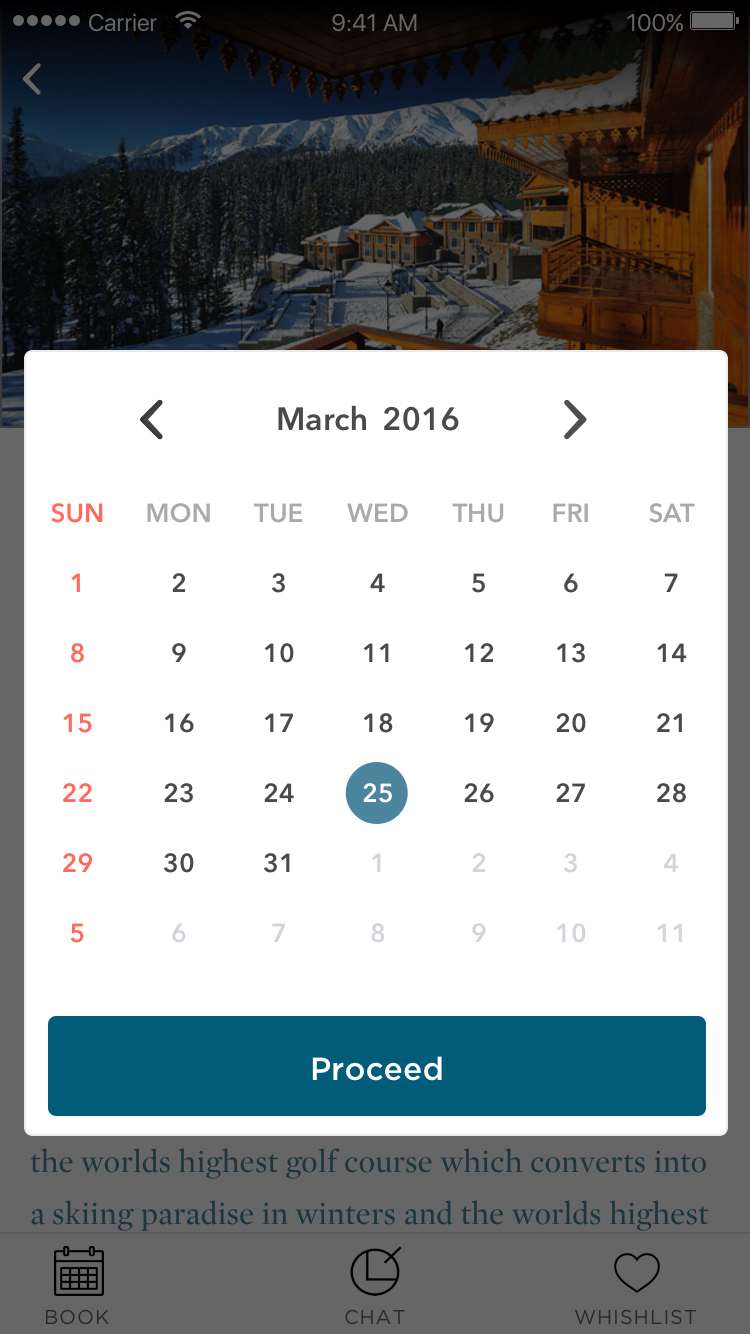 Carrier 9:41 AM 100%
March 2016
SUN MON TUE WED THU FRI SAT
1 2 3 4 5 6 7
8 9 10 11 12 13 14
15 16 17 18 19 20 21
22 23 24 25 26 27 28
29 30 31 1 2 3 4
5 6 7 8 9 10 11
Proceed
the worlds highest golf course which converts into
a skiing paradise in winters and the worlds highest
BOOK CHAT WHISHLIST